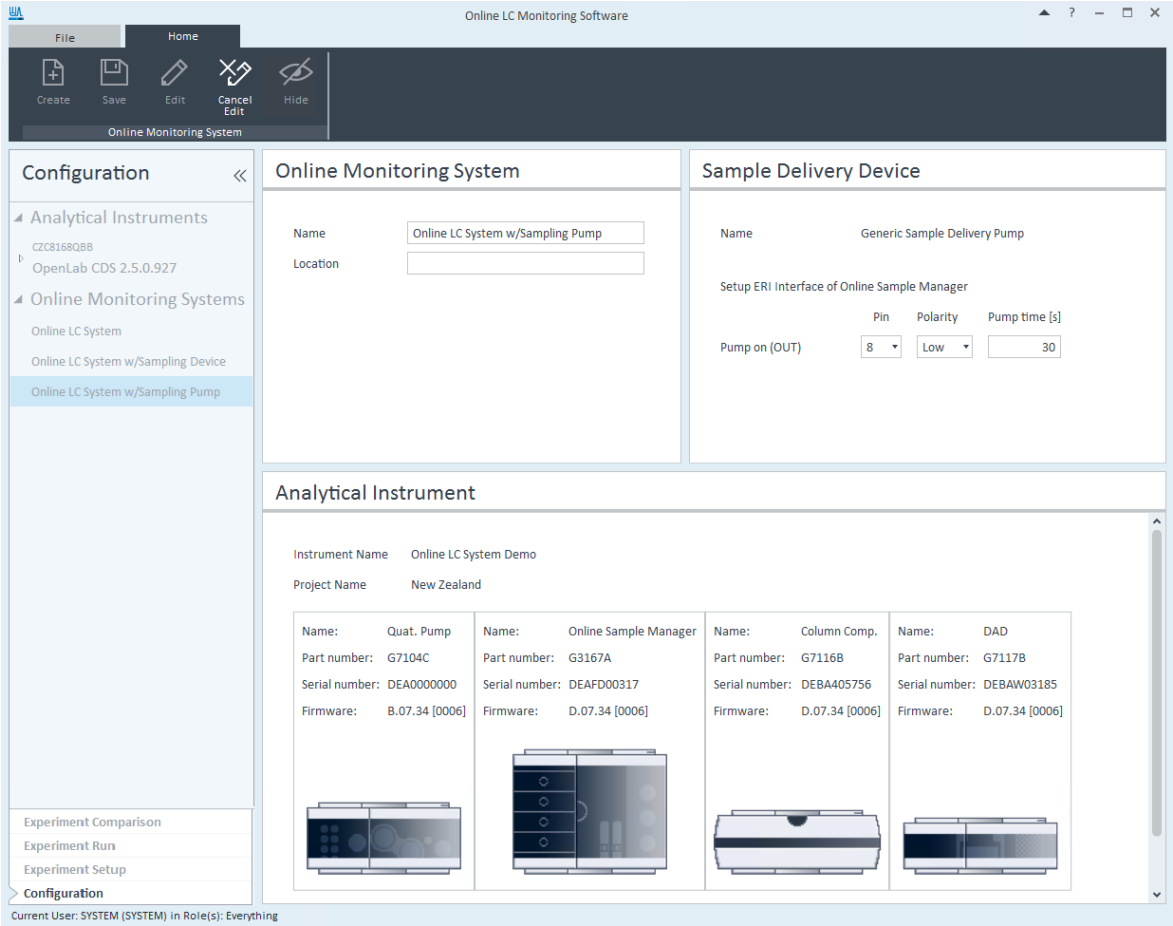 Online LC Monitoring Software
?
File
Home
Create
Save
Edit
Cancel
Edit
Hide
Online Monitoring System
Configuration
Analytical Instruments
CZC8168QBB
OpenLab CDS 2.5.0.927
Online Monitoring Systems
Online LC System
Online LC System w/Sampling Device
Online LC System w/Sampling Pump
Experiment Comparison
Experiment Run
Experiment Setup
Configuration
Online Monitoring System
Name Online LC System w/Sampling Pump
Location
Sample Delivery Device
Name Generic Sample Delivery Pump
Setup ERI Interface of Online Sample Manager
Pin Polarity Pump time [s]
Pump on (OUT) 8 Low 30
Analytical Instrument
Instrument Name Online LC System Demo
Project Name New Zealand
Name: Quat. Pump
Part number: G7104C
Serial number: DEA0000000
Firmware: B.07.34 [0006]
Name: Online Sample Manager
Part number: G3167A
Serial number: DEAFD00317
Firmware: D.07.34 [0006]
Name: Column Comp.
Part number: G7116B
Serial number: DEBA405756
Firmware: D.07.34 [0006]
Name: DAD
Part number: G7117B
Serial number: DEBAW03185
Firmware: D.07.34 [0006]
Current User: SYSTEM (SYSTEM) in Role(s): Everything